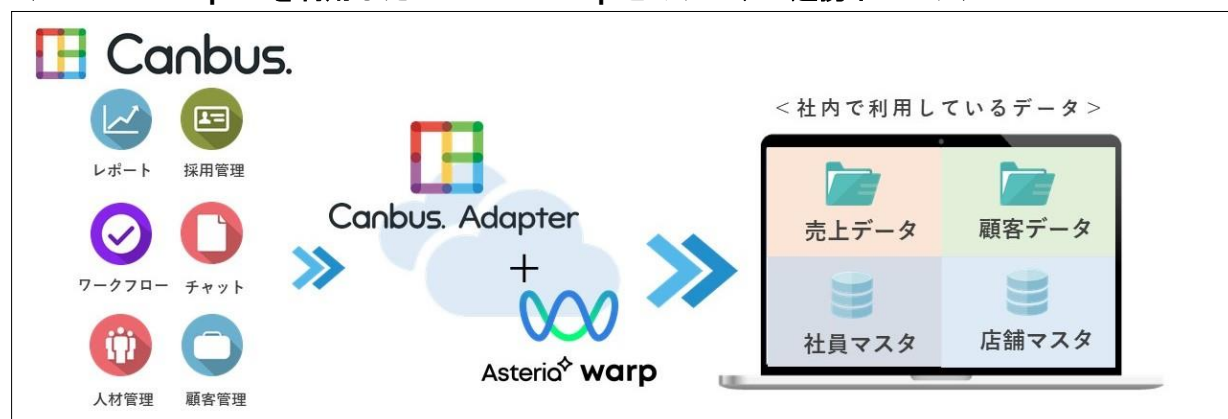 Canbus.
レポート
採用管理
ワークフロー
チャット
人材管理
顧客管理
Canbus. Adapter
+
Asteria warp
<社内で利用しているデータ>
売上データ
顧客データ
社員マスタ
店舗マスタ